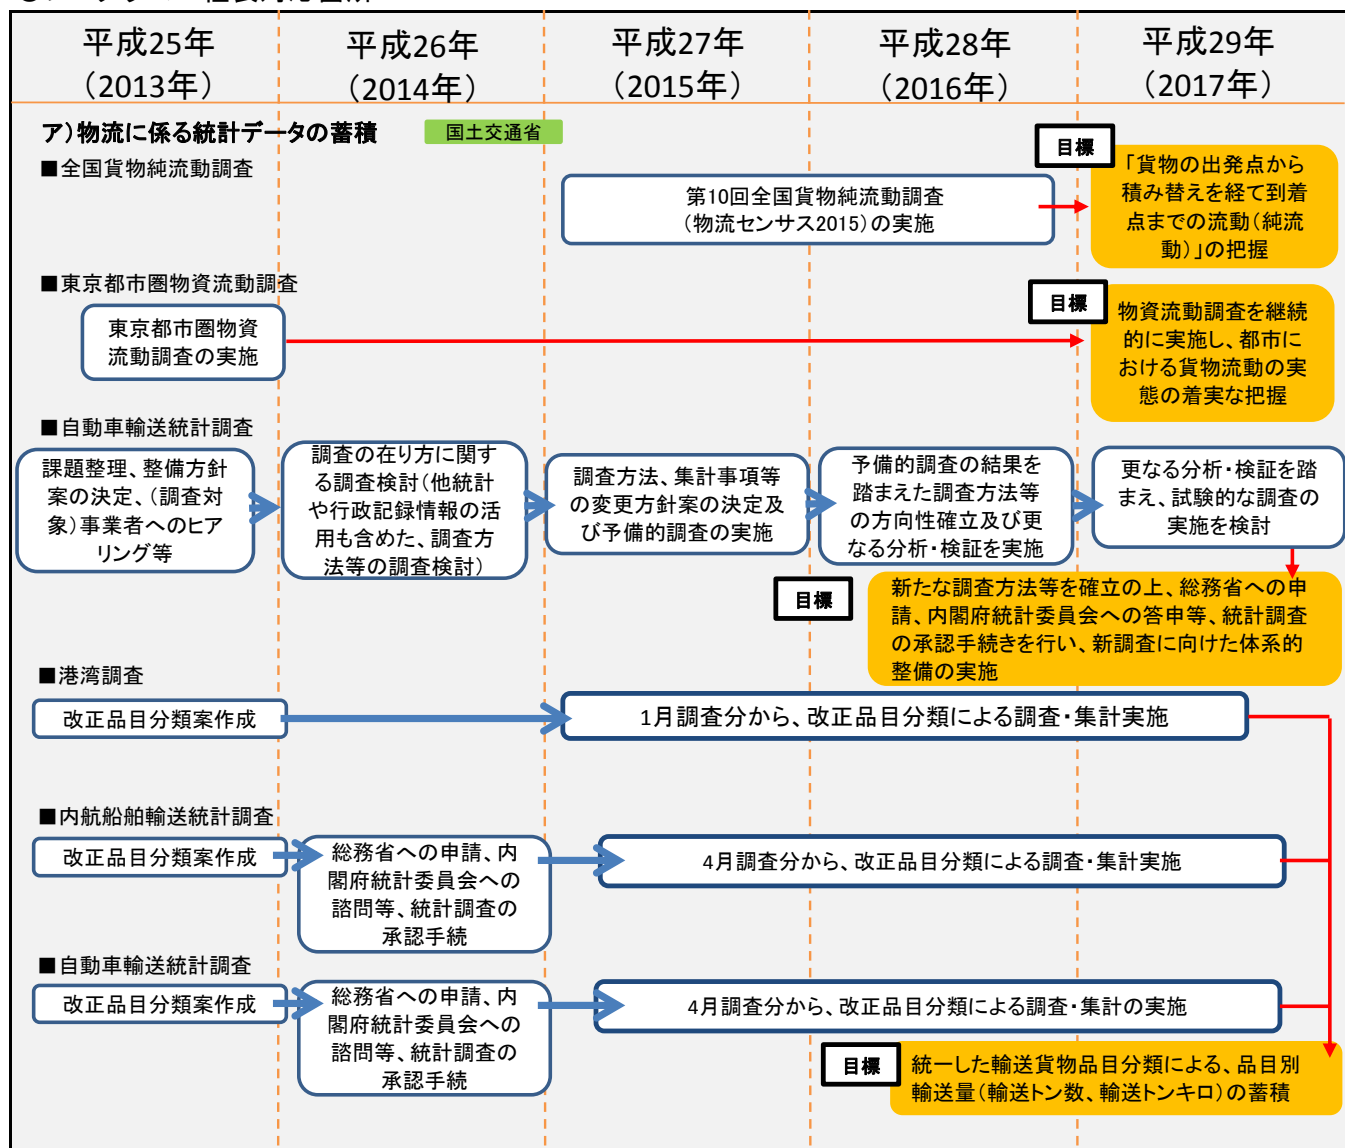 平成25年
（2013年）
平成26年
（2014年）
平成27年
（2015年）
平成28年
（2016年）
平成29年
（2017年）
ア）物流に係る統計データの蓄積
国土交通省
■全国貨物純流動調査
第10回全国貨物純流動調査
（物流センサス2015）の実施
目標
「貨物の出発点から
積み替えを経て到着
点までの流動（純流
動）」の把握
■東京都市圏物資流動調査
東京都市圏物資
流動調査の実施
目標
物資流動調査を継続
的に実施し、都市に
おける貨物流動の実
態の着実な把握
■自動車輸送統計調査
課題整理、整備方針
案の決定、（調査対
象）事業者へのヒア
リング等
調査の在り方に関す
る調査検討（他統計
や行政記録情報の活
用も含めた、調査方
法等の調査検討）
調査方法、集計事項等
の変更方針案の決定及
び予備的調査の実施
予備的調査の結果を
踏まえた調査方法等
の方向性確立及び更
なる分析・検証を実施
更なる分析・検証を踏
まえ、試験的な調査の
実施を検討
目標
新たな調査方法等を確立の上、総務省への申
請、内閣府統計委員会への答申等、統計調査
の承認手続きを行い、新調査に向けた体系的
整備の実施
■港湾調査
改正品目分類案作成
1月調査分から、改正品目分類による調査・集計実施
■内航船舶輸送統計調査
改正品目分類案作成
総務省への申請、内
閣府統計委員会への
諮問等、統計調査の
承認手続
4月調査分から、改正品目分類による調査・集計実施
■自動車輸送統計調査
改正品目分類案作成
総務省への申請、内
閣府統計委員会への
諮問等、統計調査の
承認手続
4月調査分から、改正品目分類による調査・集計の実施
目標
統一した輸送貨物品目分類による、品目別
輸送量（輸送トン数、輸送トンキロ）の蓄積